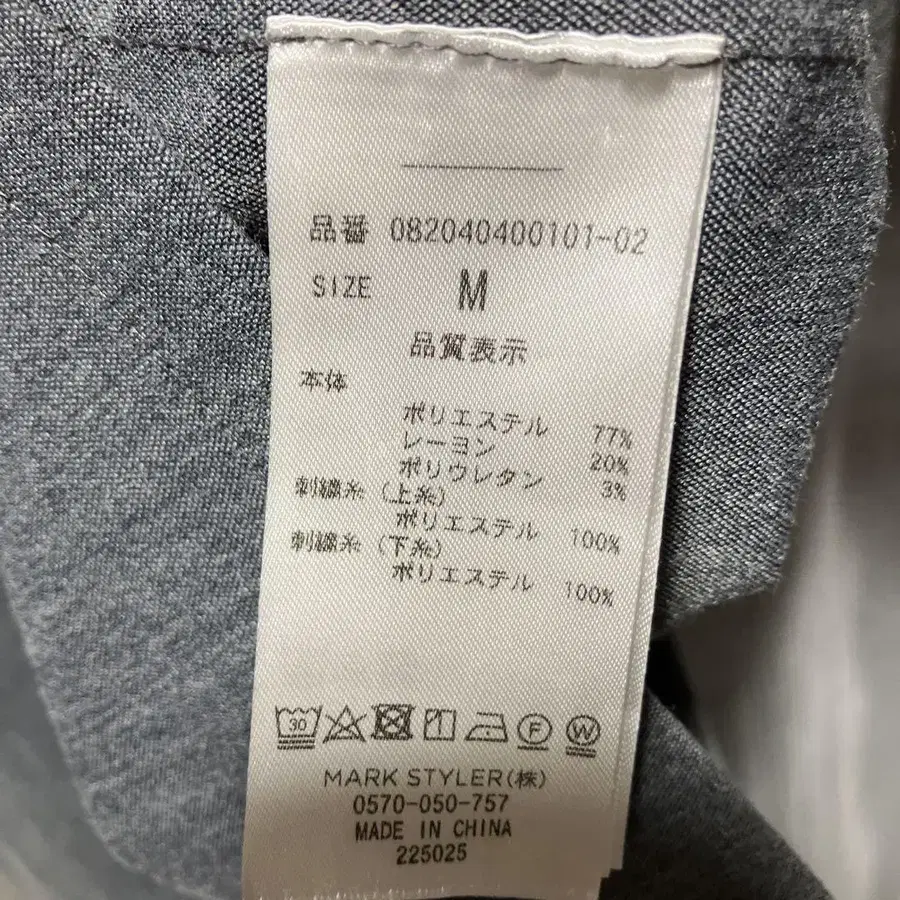 品番 082040400101-02
SIZE M
品質表示
本体
ポリエステル 77%
レーヨン 20%
ポリウレタン 3%
刺繍糸(上糸)
ポリエステル 100%
刺繍糸(下糸)
ポリエステル 100%
30 F W
MARK STYLER(株)
0570-050-757
MADE IN CHINA
225025